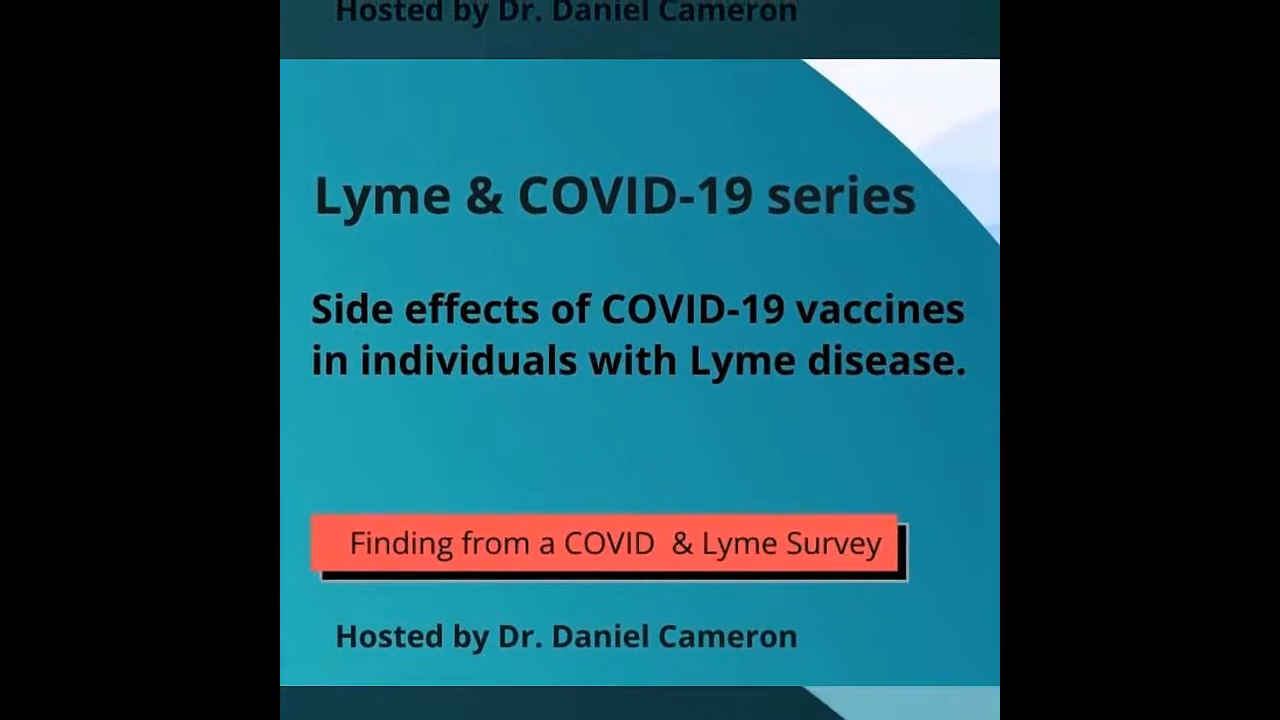 Hosted by Dr. Daniel Cameron
Lyme & COVID-19 series
Side effects of COVID-19 vaccines
in individuals with Lyme disease.
Finding from a COVID & Lyme Survey
Hosted by Dr. Daniel Cameron